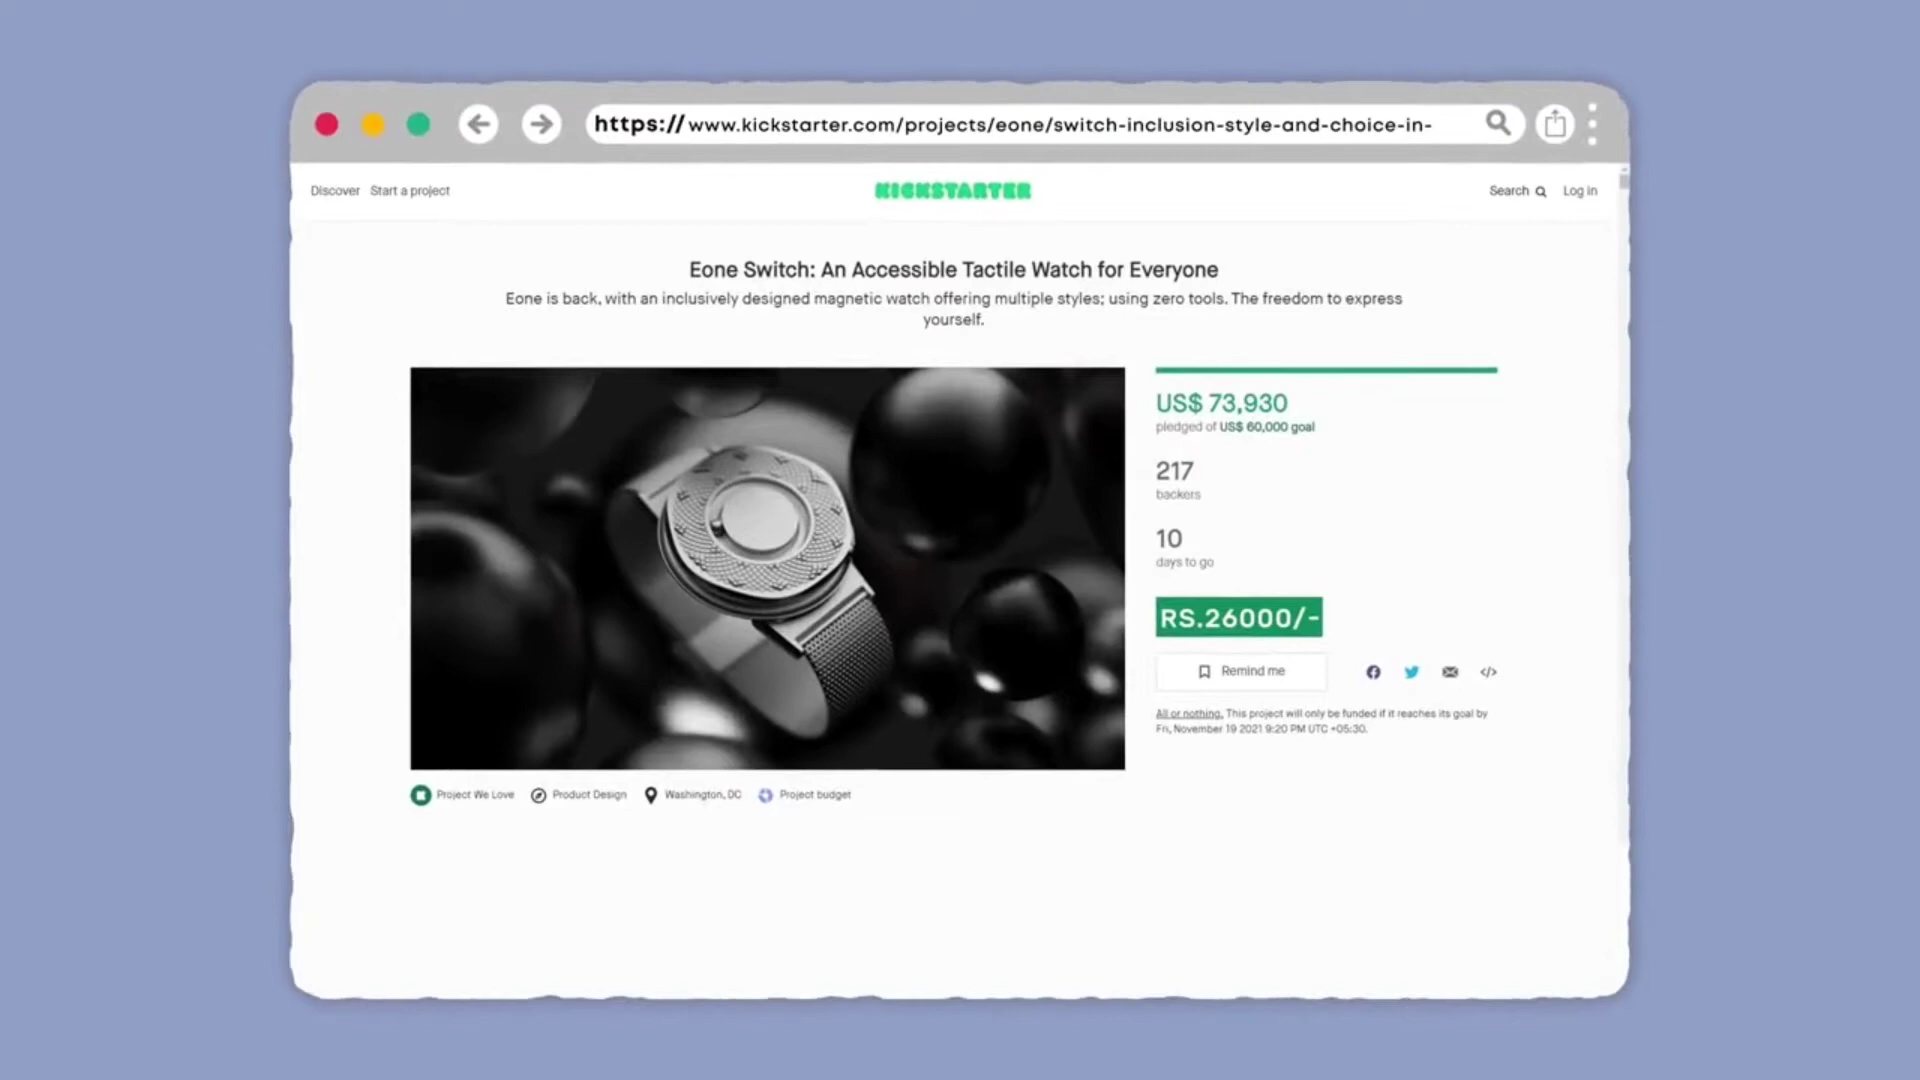 https:// www.kickstarter.com/projects/eone/switch-inclusion-style-and-choice-in-
Discover Start a project
KICKSTARTER
Search Log in
Eone Switch: An Accessible Tactile Watch for Everyone
Eone is back, with an inclusively designed magnetic watch offering multiple styles; using zero tools. The freedom to express
yourself.
US$ 73,930
pledged of US$ 60,000 goal
217
backers
10
days to go
RS.26000/-
Remind me
All or nothing. This project will only be funded if it reaches its goal by
Fri, November 19 2021 9:20 PM UTC +05:30.
Project We Love Product Design Washington, DC Project budget